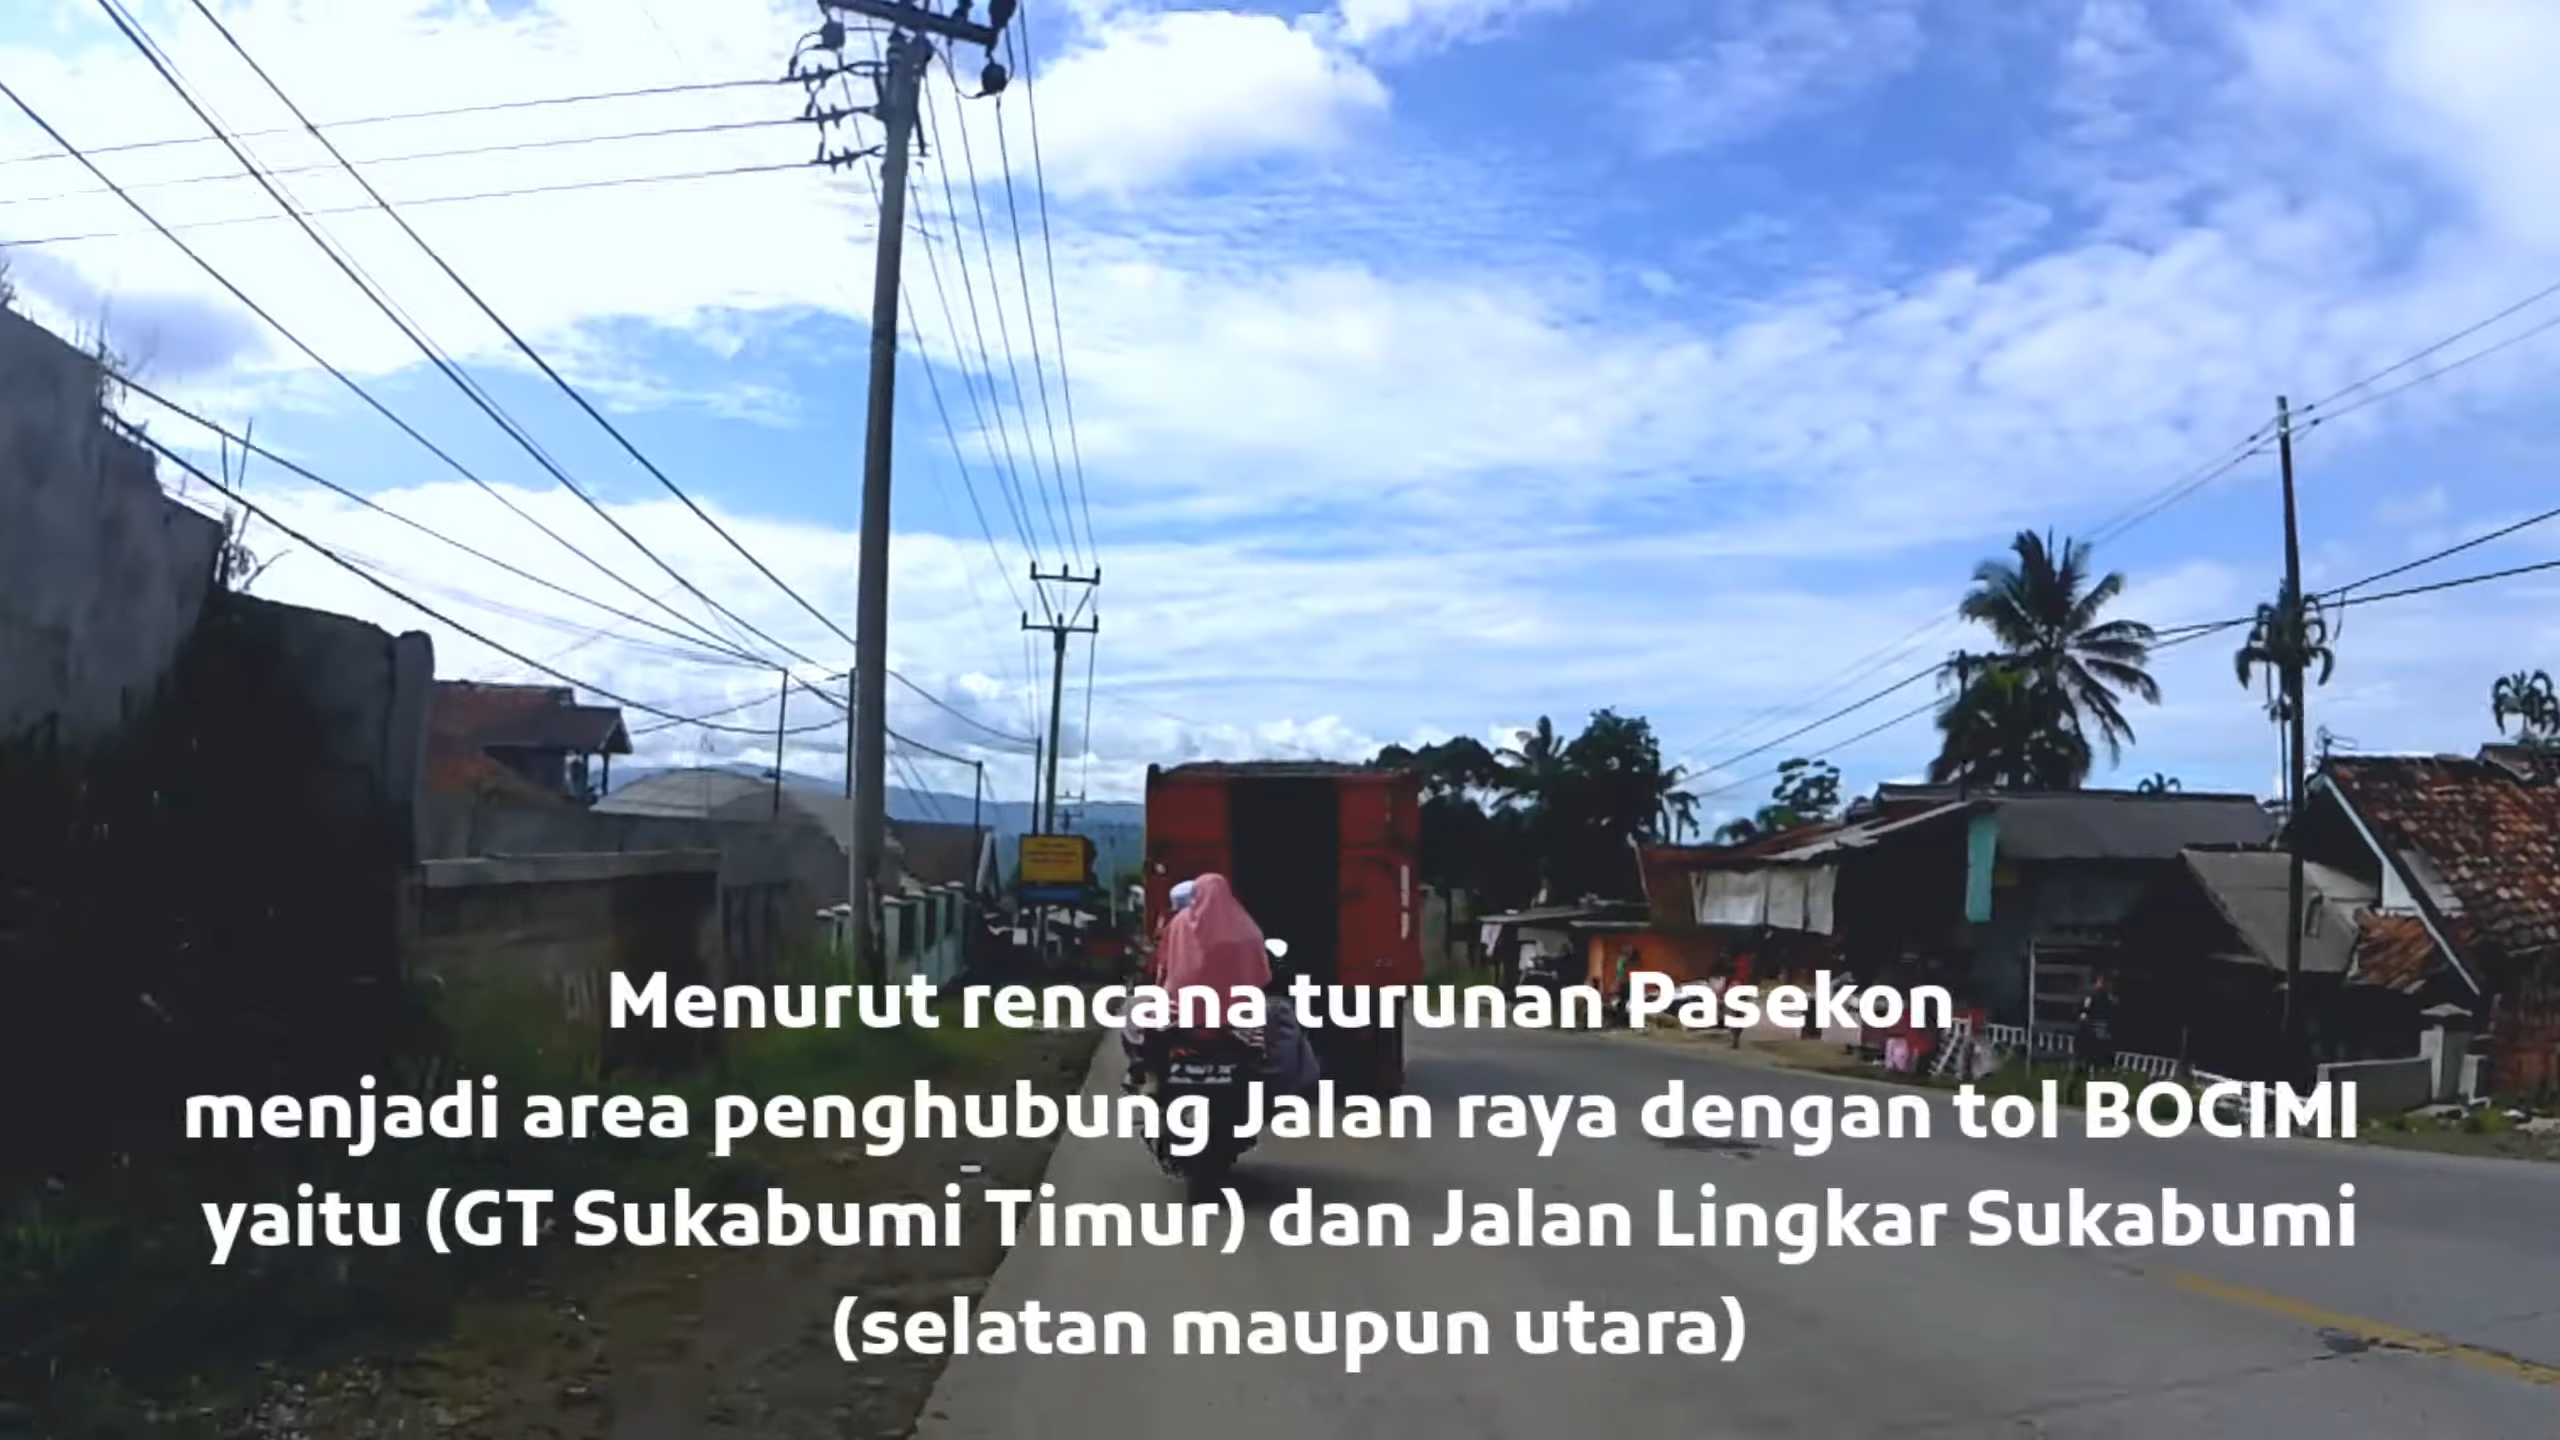 Menurut rencana turunan Pasekon
menjadi area penghubung Jalan raya dengan tol BOCIMI
yaitu (GT Sukabumi Timur) dan Jalan Lingkar Sukabumi
(selatan maupun utara)